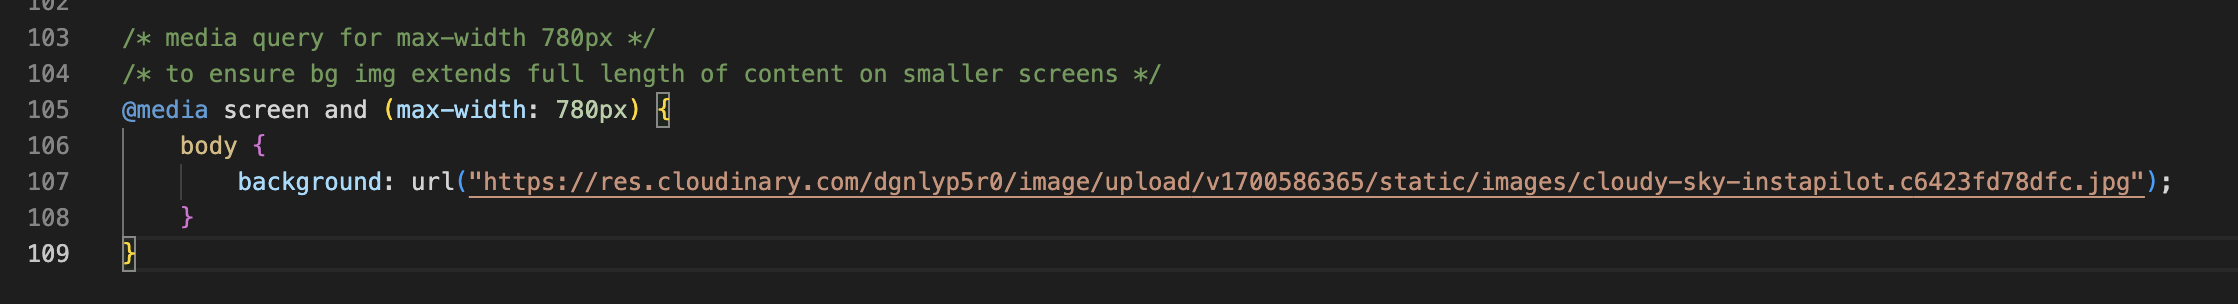 102
103 /* media query for max-width 780px */
104 /* to ensure bg img extends full length of content on smaller screens */
105 @media screen and (max-width: 780px) {
106 body {
107 background: url("https://res.cloudinary.com/dgnlyp5r0/image/upload/v1700586365/static/images/cloudy-sky-instapilot.c6423fd78dfc.jpg");
108 }
109 }